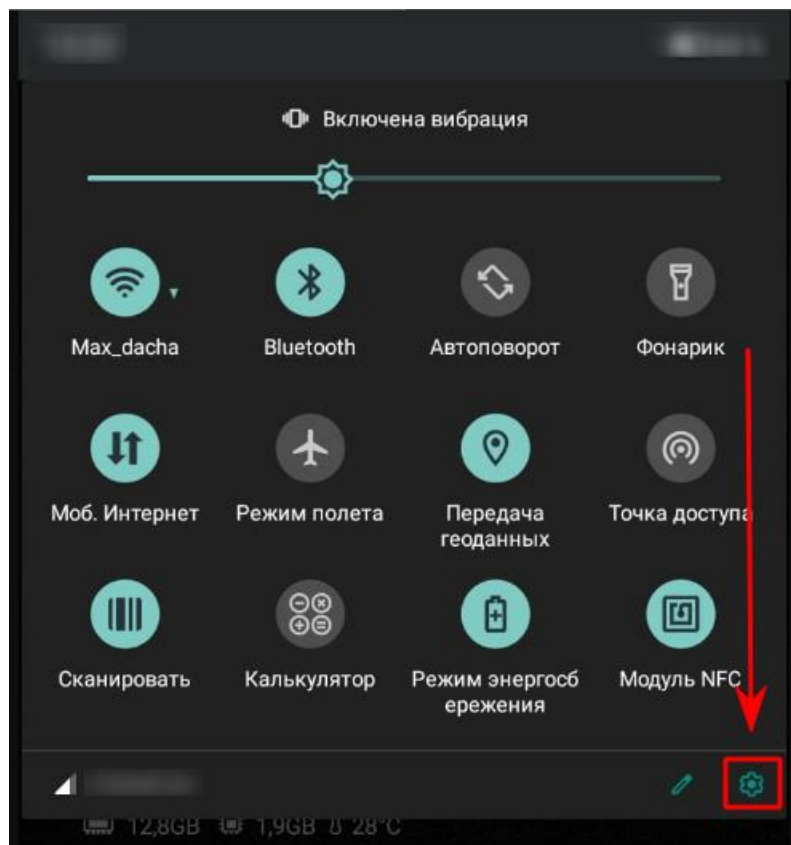 Включена вибрация
Max_dacha Bluetooth Автоповорот Фонарик
Моб. Интернет Режим полета Передача Точка доступа
геоданных
Сканировать Калькулятор Режим энергосб Модуль NFC
ережения
12,8GB 1,9GB 28°C